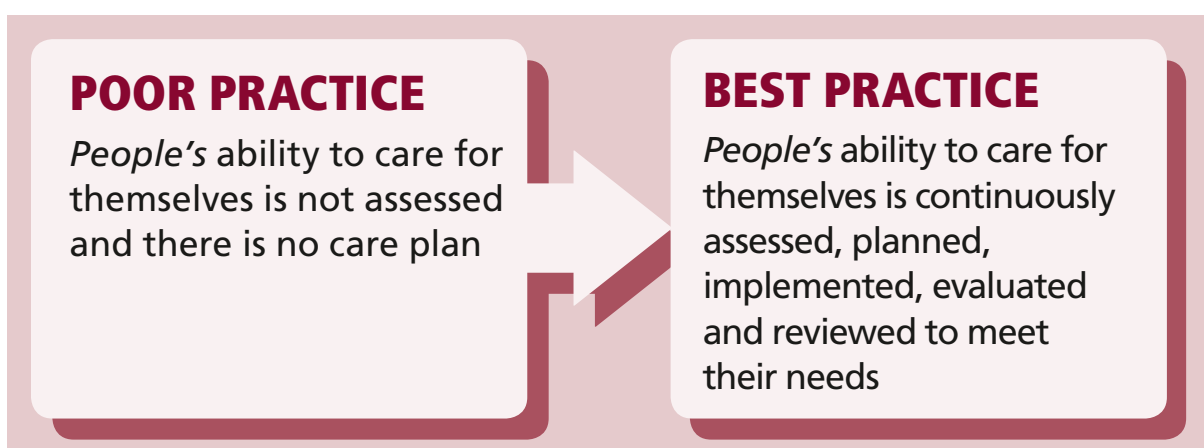 POOR PRACTICE
People's ability to care for
themselves is not assessed
and there is no care plan
BEST PRACTICE
People's ability to care for
themselves is continuously
assessed, planned,
implemented, evaluated
and reviewed to meet
their needs